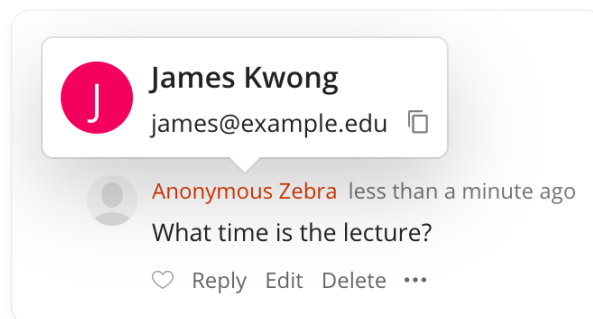 J
James Kwong
james@example.edu
Anonymous Zebra less than a minute ago
What time is the lecture?
Reply Edit Delete •••